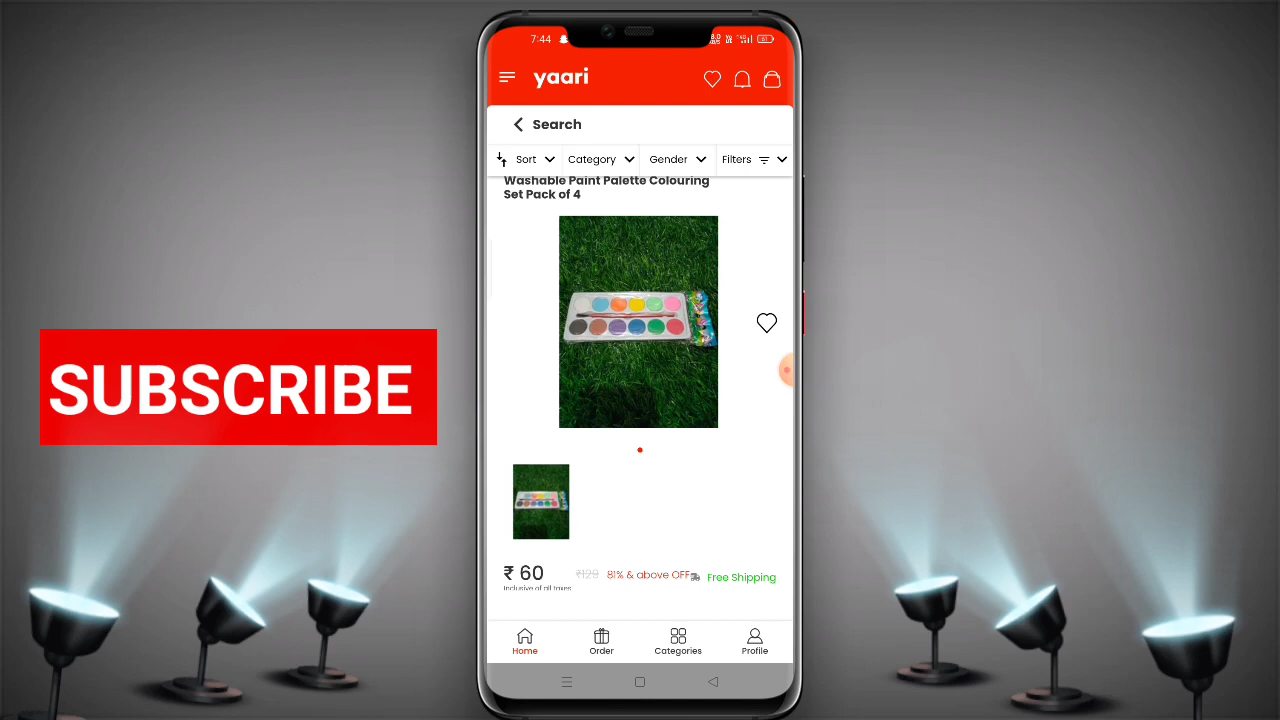 7:44
yaari
Search
Sort
Category
Gender
Filters
Washable Paint Palette Colouring
Set Pack of 4
SUBSCRIBE
₹ 60
₹129
81% & above OFF
Free Shipping
Inclusive of all taxes
Home
Order
Categories
Profile